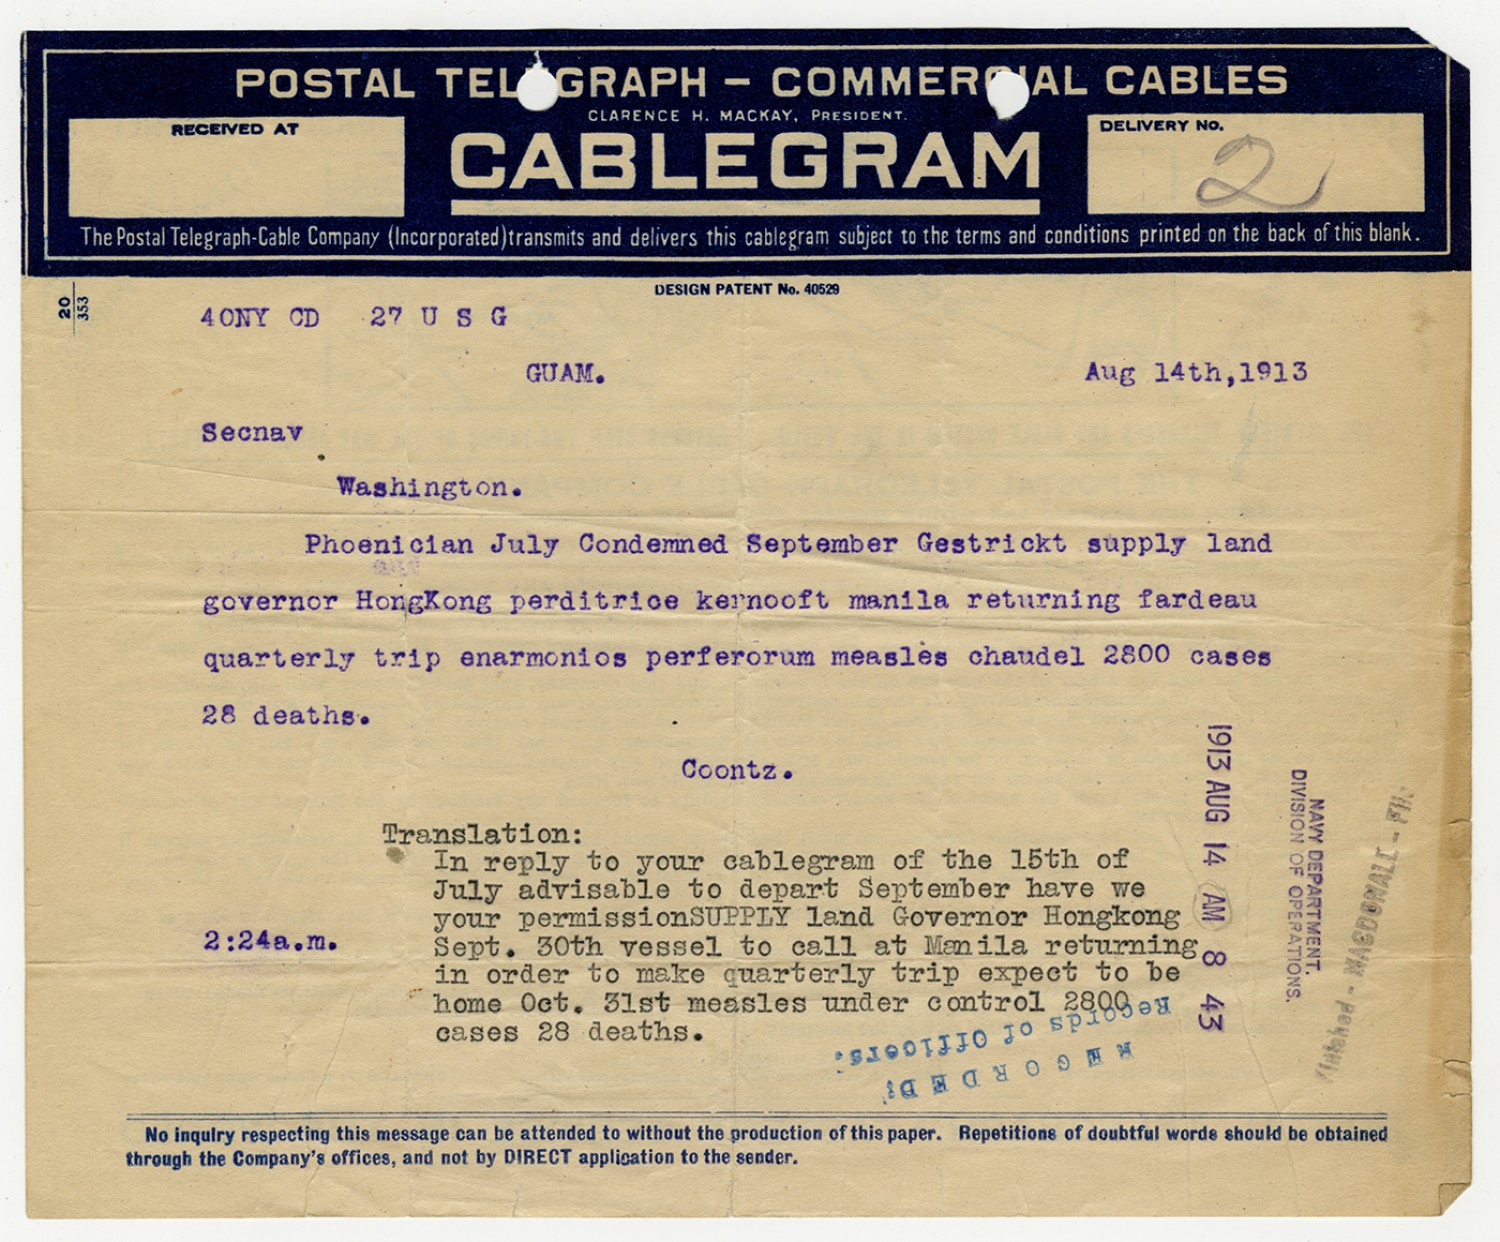 POSTAL TELEGRAPH – COMMERCIAL CABLES
CLARENCE H. MACKAY, PRESIDENT.
RECEIVED AT
CABLEGRAM
DELIVERY NO.
2
The Postal Telegraph-Cable Company (Incorporated) transmits and delivers this cablegram subject to the terms and conditions printed on the back of this blank.
DESIGN PATENT No. 40529
20
353
40NY CD 27 U S G
GUAM. Aug 14th,1913
Secnav
Washington.
Phoenician July Condemned September Gestrickt supply land
governor HongKong perditrice kernooft manila returning fardeau
quarterly trip enarmonios perferorum measles chaudel 2800 cases
28 deaths.
Coontz.
Translation:
In reply to your cablegram of the 15th of
July advisable to depart September have we
your permissionSUPPLY land Governor Hongkong
2:24a.m.
Sept. 30th vessel to call at Manila returning
in order to make quarterly trip expect to be
home Oct. 31st measles under control 2800
cases 28 deaths.
1913 AUG 14 AM 8 43
NAVY DEPARTMENT.
DIVISION OF OPERATIONS.
RECORDED:
Records of Officers.
No inquiry respecting this message can be attended to without the production of this paper. Repetitions of doubtful words should be obtained
through the Company's offices, and not by DIRECT application to the sender.